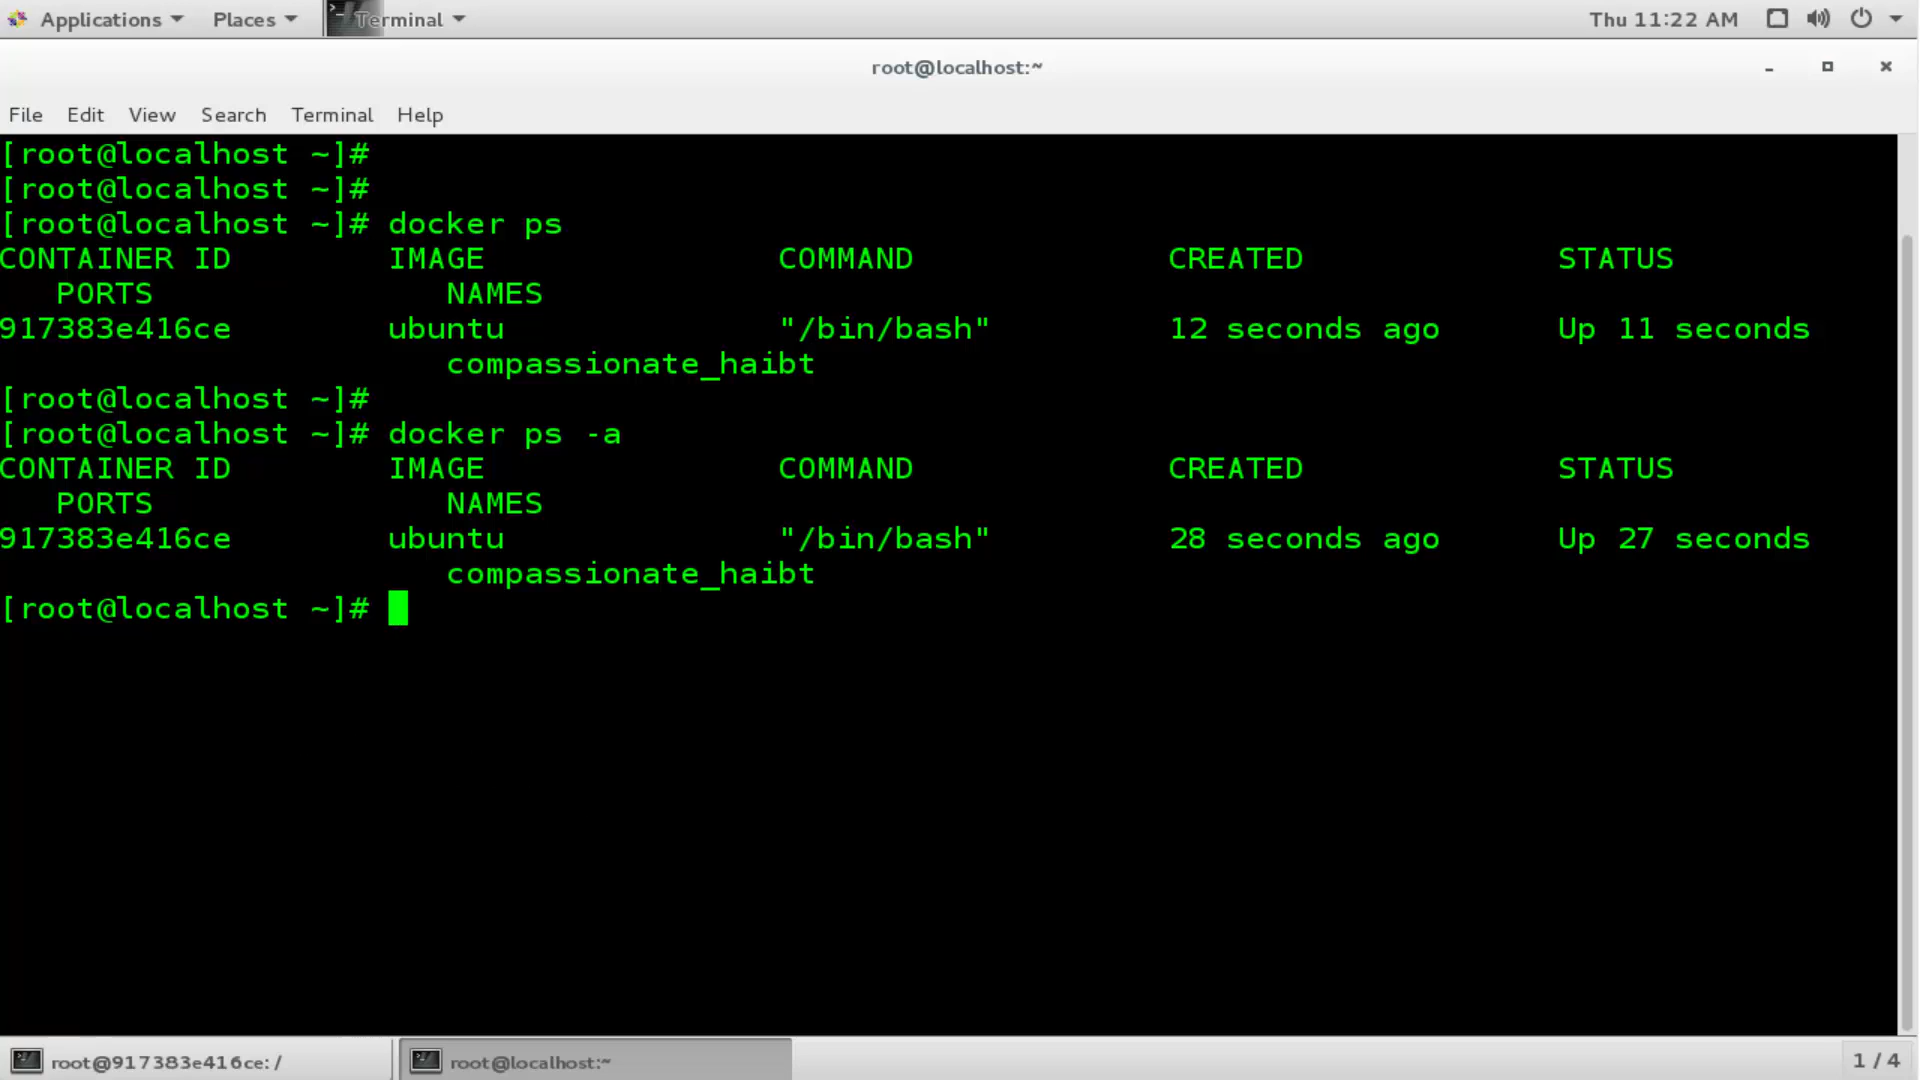 Applications Places Terminal Thu 11:22 AM
root@localhost:~
File Edit View Search Terminal Help
[root@localhost ~]#
[root@localhost ~]#
[root@localhost ~]# docker ps
CONTAINER ID IMAGE COMMAND CREATED STATUS
PORTS NAMES
917383e416ce ubuntu "/bin/bash" 12 seconds ago Up 11 seconds
compassionate_haibt
[root@localhost ~]#
[root@localhost ~]# docker ps -a
CONTAINER ID IMAGE COMMAND CREATED STATUS
PORTS NAMES
917383e416ce ubuntu "/bin/bash" 28 seconds ago Up 27 seconds
compassionate_haibt
[root@localhost ~]#
root@917383e416ce:/ root@localhost:~ 1 / 4